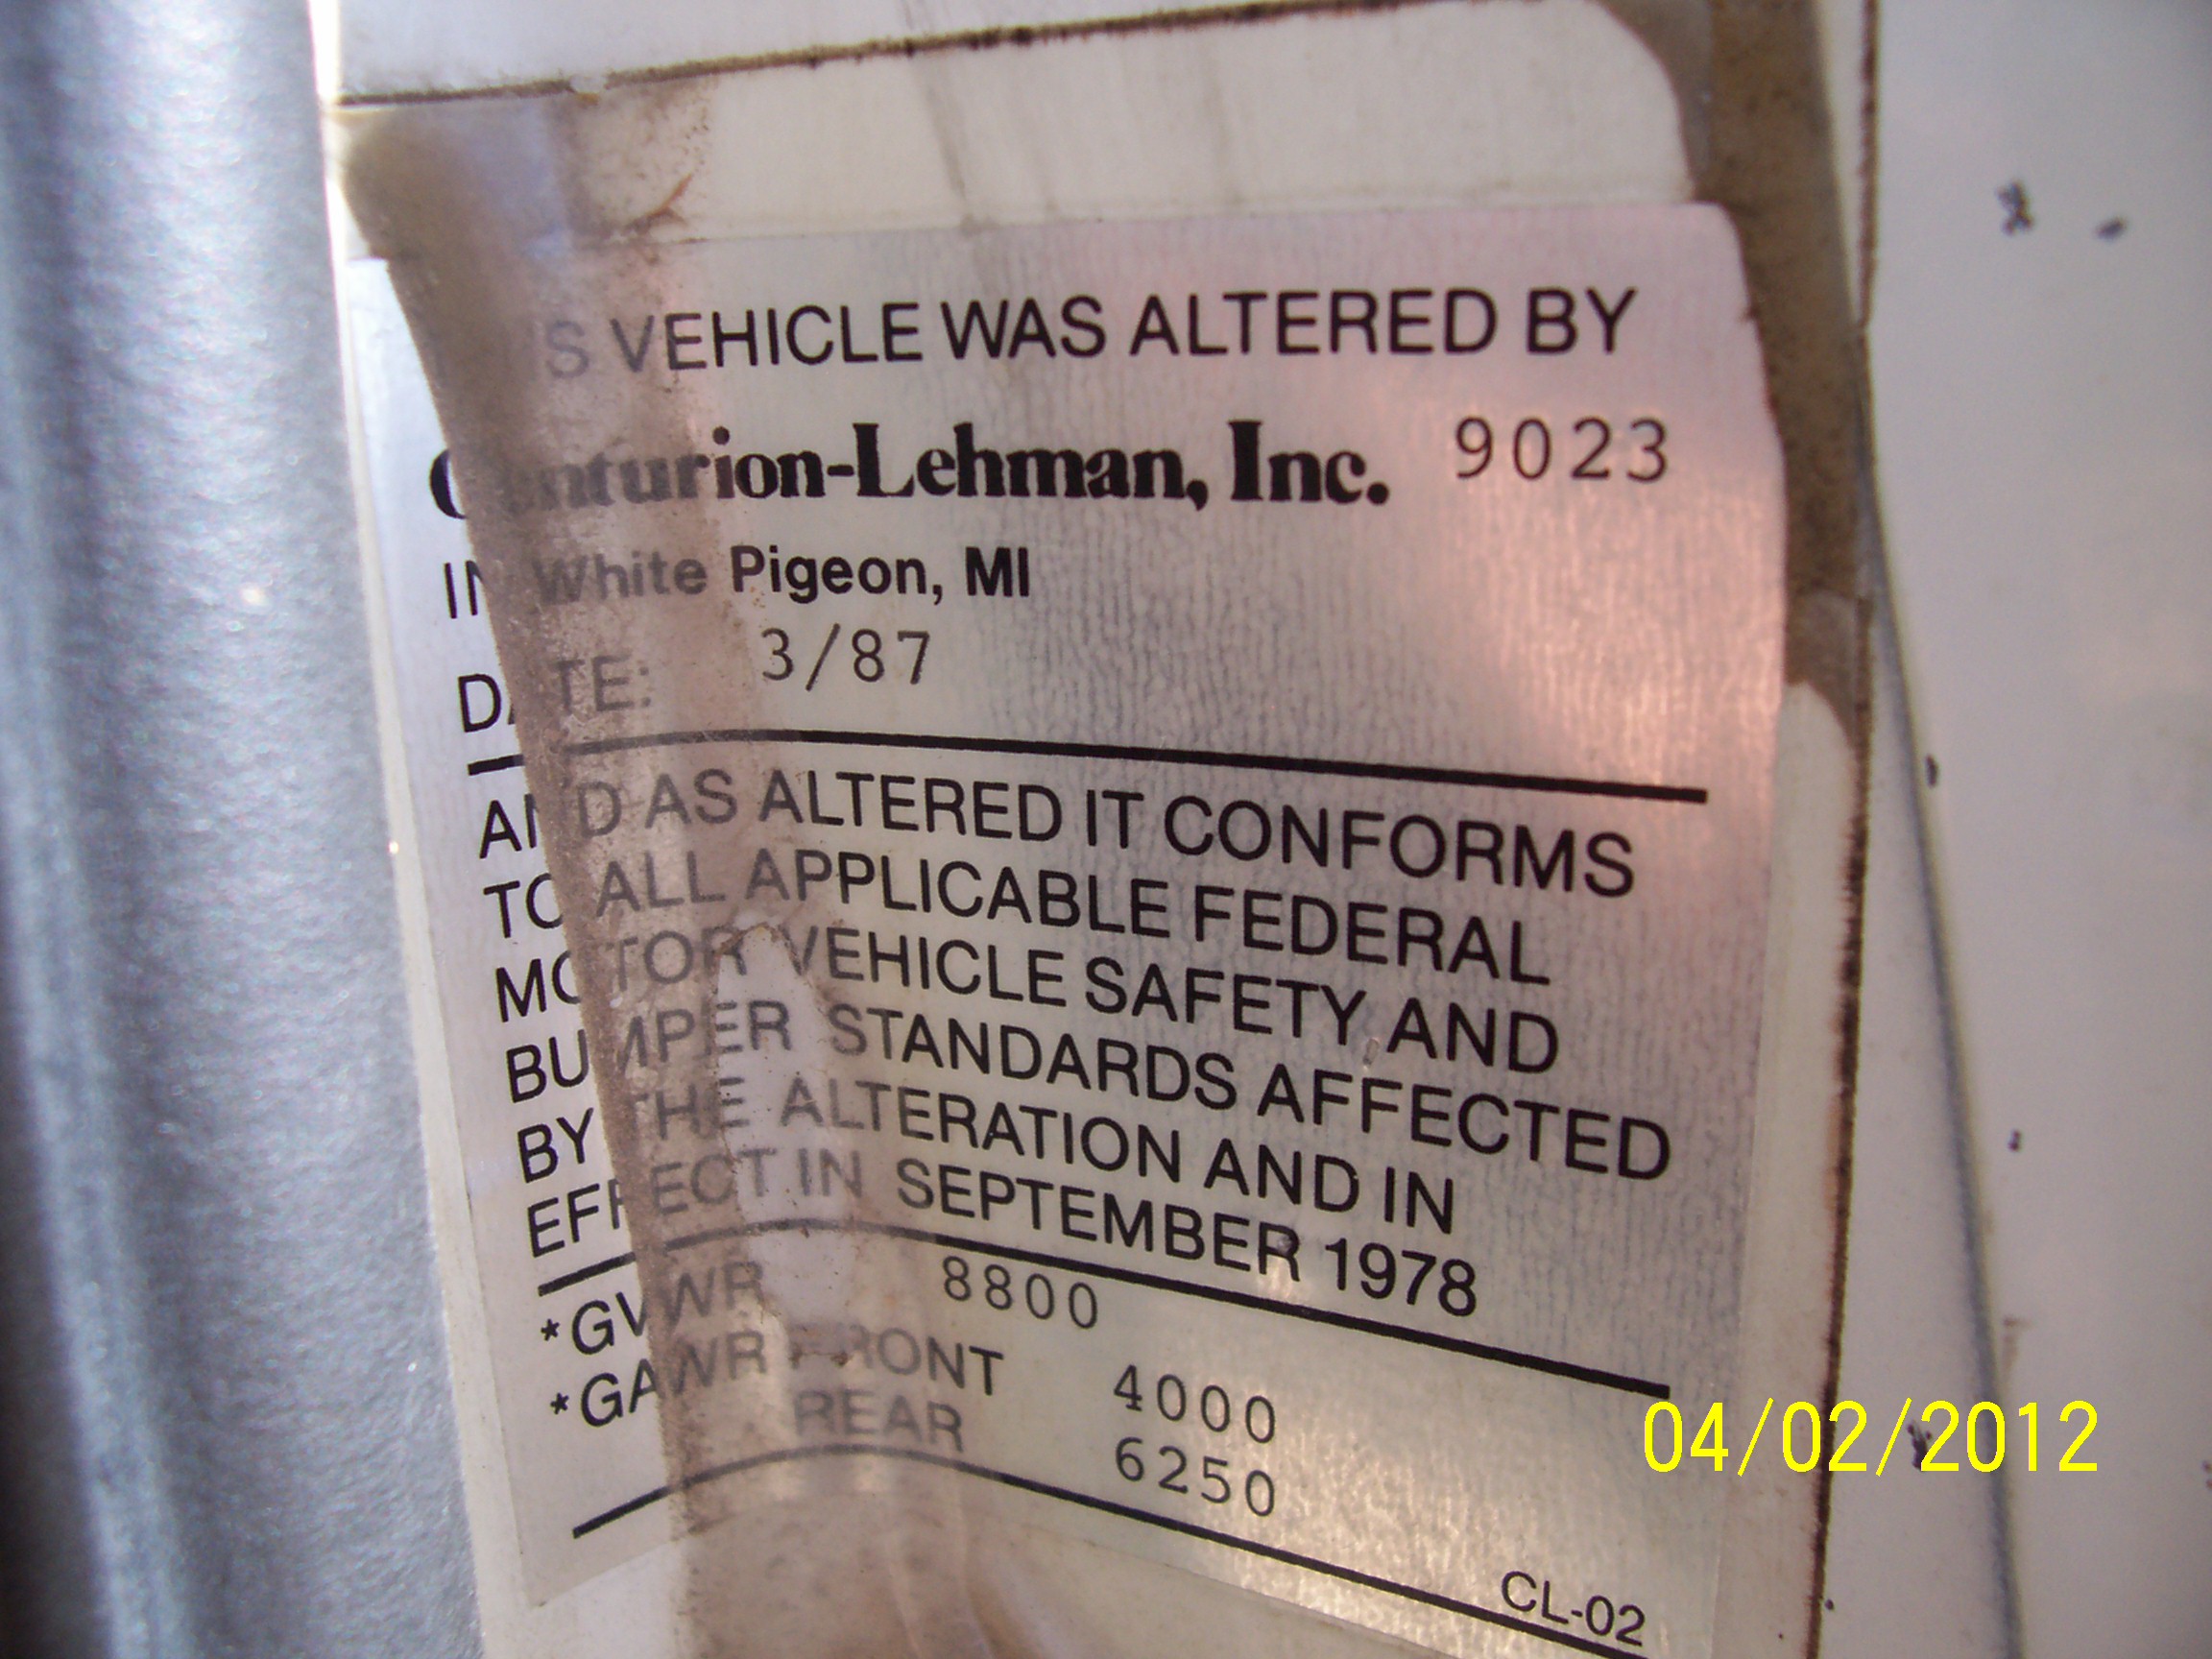 THIS VEHICLE WAS ALTERED BY
Centurion-Lehman, Inc. 9023
IN White Pigeon, MI
DATE: 3/87
AND AS ALTERED IT CONFORMS
TO ALL APPLICABLE FEDERAL
MOTOR VEHICLE SAFETY AND
BUMPER STANDARDS AFFECTED
BY THE ALTERATION AND IN
EFFECT IN SEPTEMBER 1978
*GVWR 8800
*GAWR FRONT 4000
REAR 6250
CL-02
04/02/2012